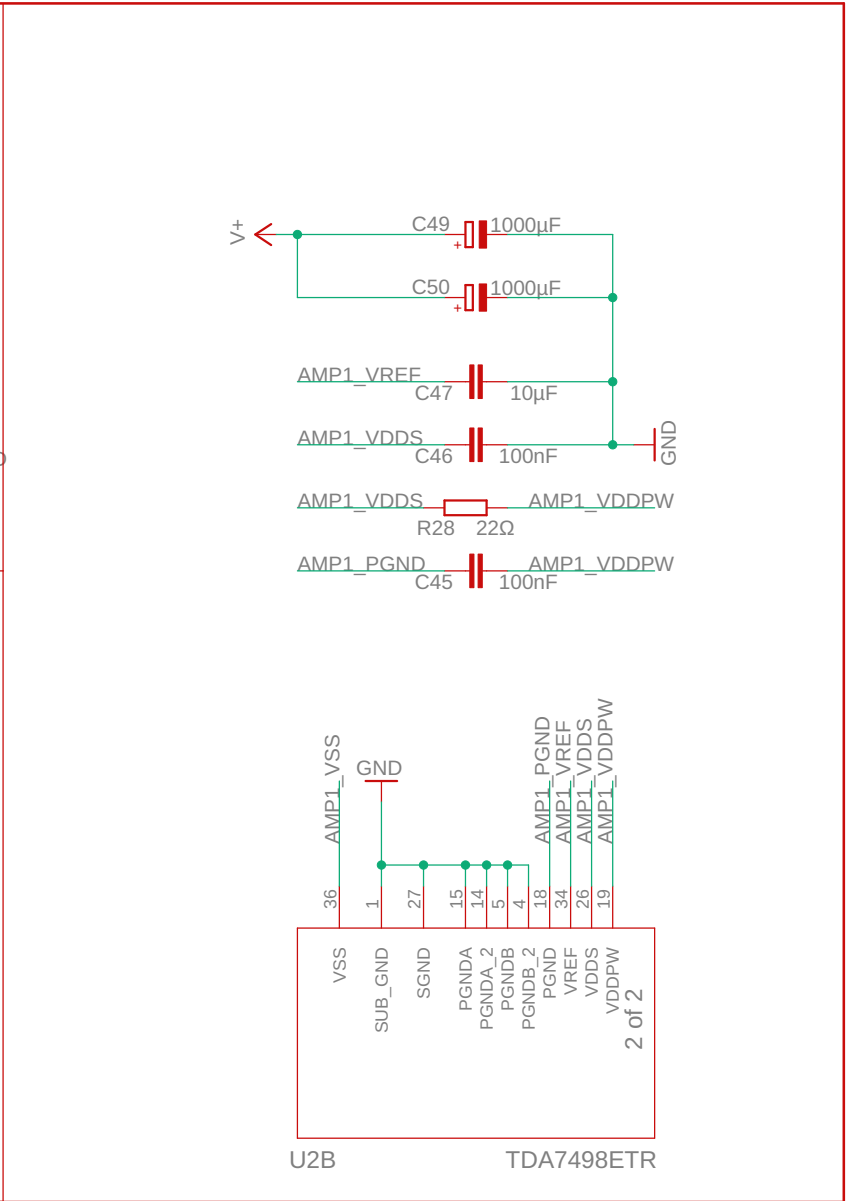 C49 1000µF
V+
+
C50 1000µF
+
AMP1_VREF
C47 10µF
AMP1_VDDS
C46 100nF
GND
AMP1_VDDS AMP1_VDDPW
R28 22Ω
AMP1_PGND AMP1_VDDPW
C45 100nF
AMP1_VSS
GND
AMP1_PGND
AMP1_VREF
AMP1_VDDS
AMP1_VDDPW
36 1 27 15 14 5 4 18 34 26 19
VSS
SUB_GND
SGND
PGNDA
PGNDA_2
PGNDB
PGNDB_2
PGND
VREF
VDDS
VDDPW
2 of 2
U2B TDA7498ETR